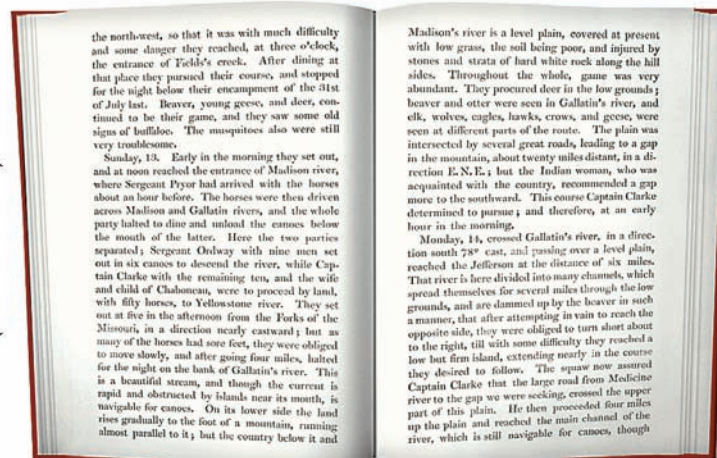 the north-west, so that it was with much difficulty
and some danger they reached, at three o'clock,
the entrance of Fields's creek. After dining at
that place they pursued their course, and stopped
for the night below their encampment of the 31st
of July last. Beaver, young geese, and deer, con-
tinued to be their game, and they saw some old
signs of buffaloe. The musquitoes also were still
very troublesome.
Sunday, 13. Early in the morning they set out,
and at noon reached the entrance of Madison river,
where Sergeant Pryor had arrived with the horses
about an hour before. The horses were then driven
across Madison and Gallatin rivers, and the whole
party halted to dine and unload the canoes below
the mouth of the latter. Here the two parties
separated; Sergeant Ordway with nine men set
out in six canoes to descend the river, while Cap-
tain Clarke with the remaining ten, and the wife
and child of Chaboneau, were to proceed by land,
with fifty horses, to Yellowstone river. They set
out at five in the afternoon from the Forks of the
Missouri, in a direction nearly eastward; but as
many of the horses had sore feet, they were obliged
to move slowly, and after going four miles, halted
for the night on the bank of Gallatin's river. This
is a beautiful stream, and though the current is
rapid and obstructed by islands near its mouth, is
navigable for canoes. On its lower side the land
rises gradually to the foot of a mountain, running
almost parallel to it; but the country below it and
Madison's river is a level plain, covered at present
with low grass, the soil being poor, and injured by
stones and strata of hard white rock along the hill
sides. Throughout the whole, game was very
abundant. They procured deer in the low grounds;
beaver and otter were seen in Gallatin's river, and
elk, wolves, eagles, hawks, crows, and geese, were
seen at different parts of the route. The plain was
intersected by several great roads, leading to a gap
in the mountain, about twenty miles distant, in a di-
rection E.N.E.; but the Indian woman, who was
acquainted with the country, recommended a gap
more to the southward. This course Captain Clarke
determined to pursue; and therefore, at an early
hour in the morning,
Monday, 14, crossed Gallatin's river, in a direc-
tion south 78° east, and passing over a level plain,
reached the Jefferson at the distance of six miles.
That river is here divided into many channels, which
spread themselves for several miles through the low
grounds, and are dammed up by the beaver in such
a manner, that after attempting in vain to reach the
opposite side, they were obliged to turn short about
to the right, till with some difficulty they reached a
low but firm island, extending nearly in the course
they desired to follow. The squaw now assured
Captain Clarke that the large road from Medicine
river to the gap we were seeking, crossed the upper
part of this plain. He then proceeded four miles
up the plain and reached the main channel of the
river, which is still navigable for canoes, though